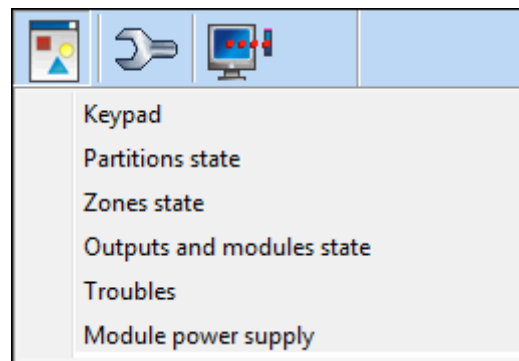 Keypad
Partitions state
Zones state
Outputs and modules state
Troubles
Module power supply